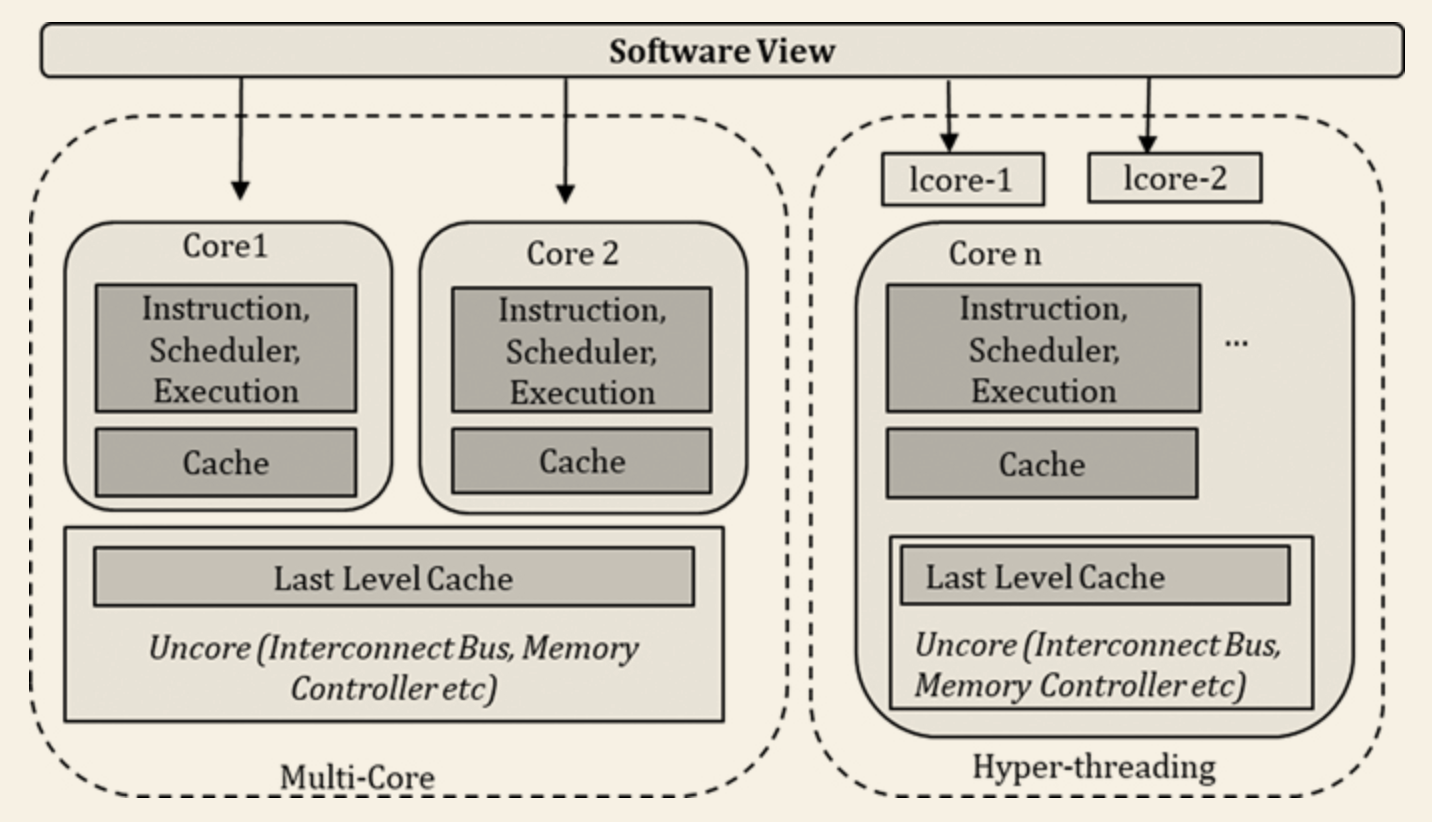 Software View
Core1
Instruction,
Scheduler,
Execution
Cache
Core 2
Instruction,
Scheduler,
Execution
Cache
Last Level Cache
Uncore (Interconnect Bus, Memory
Controller etc)
Multi-Core
lcore-1
lcore-2
Core n
Instruction,
Scheduler,
Execution
...
Cache
Last Level Cache
Uncore (Interconnect Bus,
Memory Controller etc)
Hyper-threading